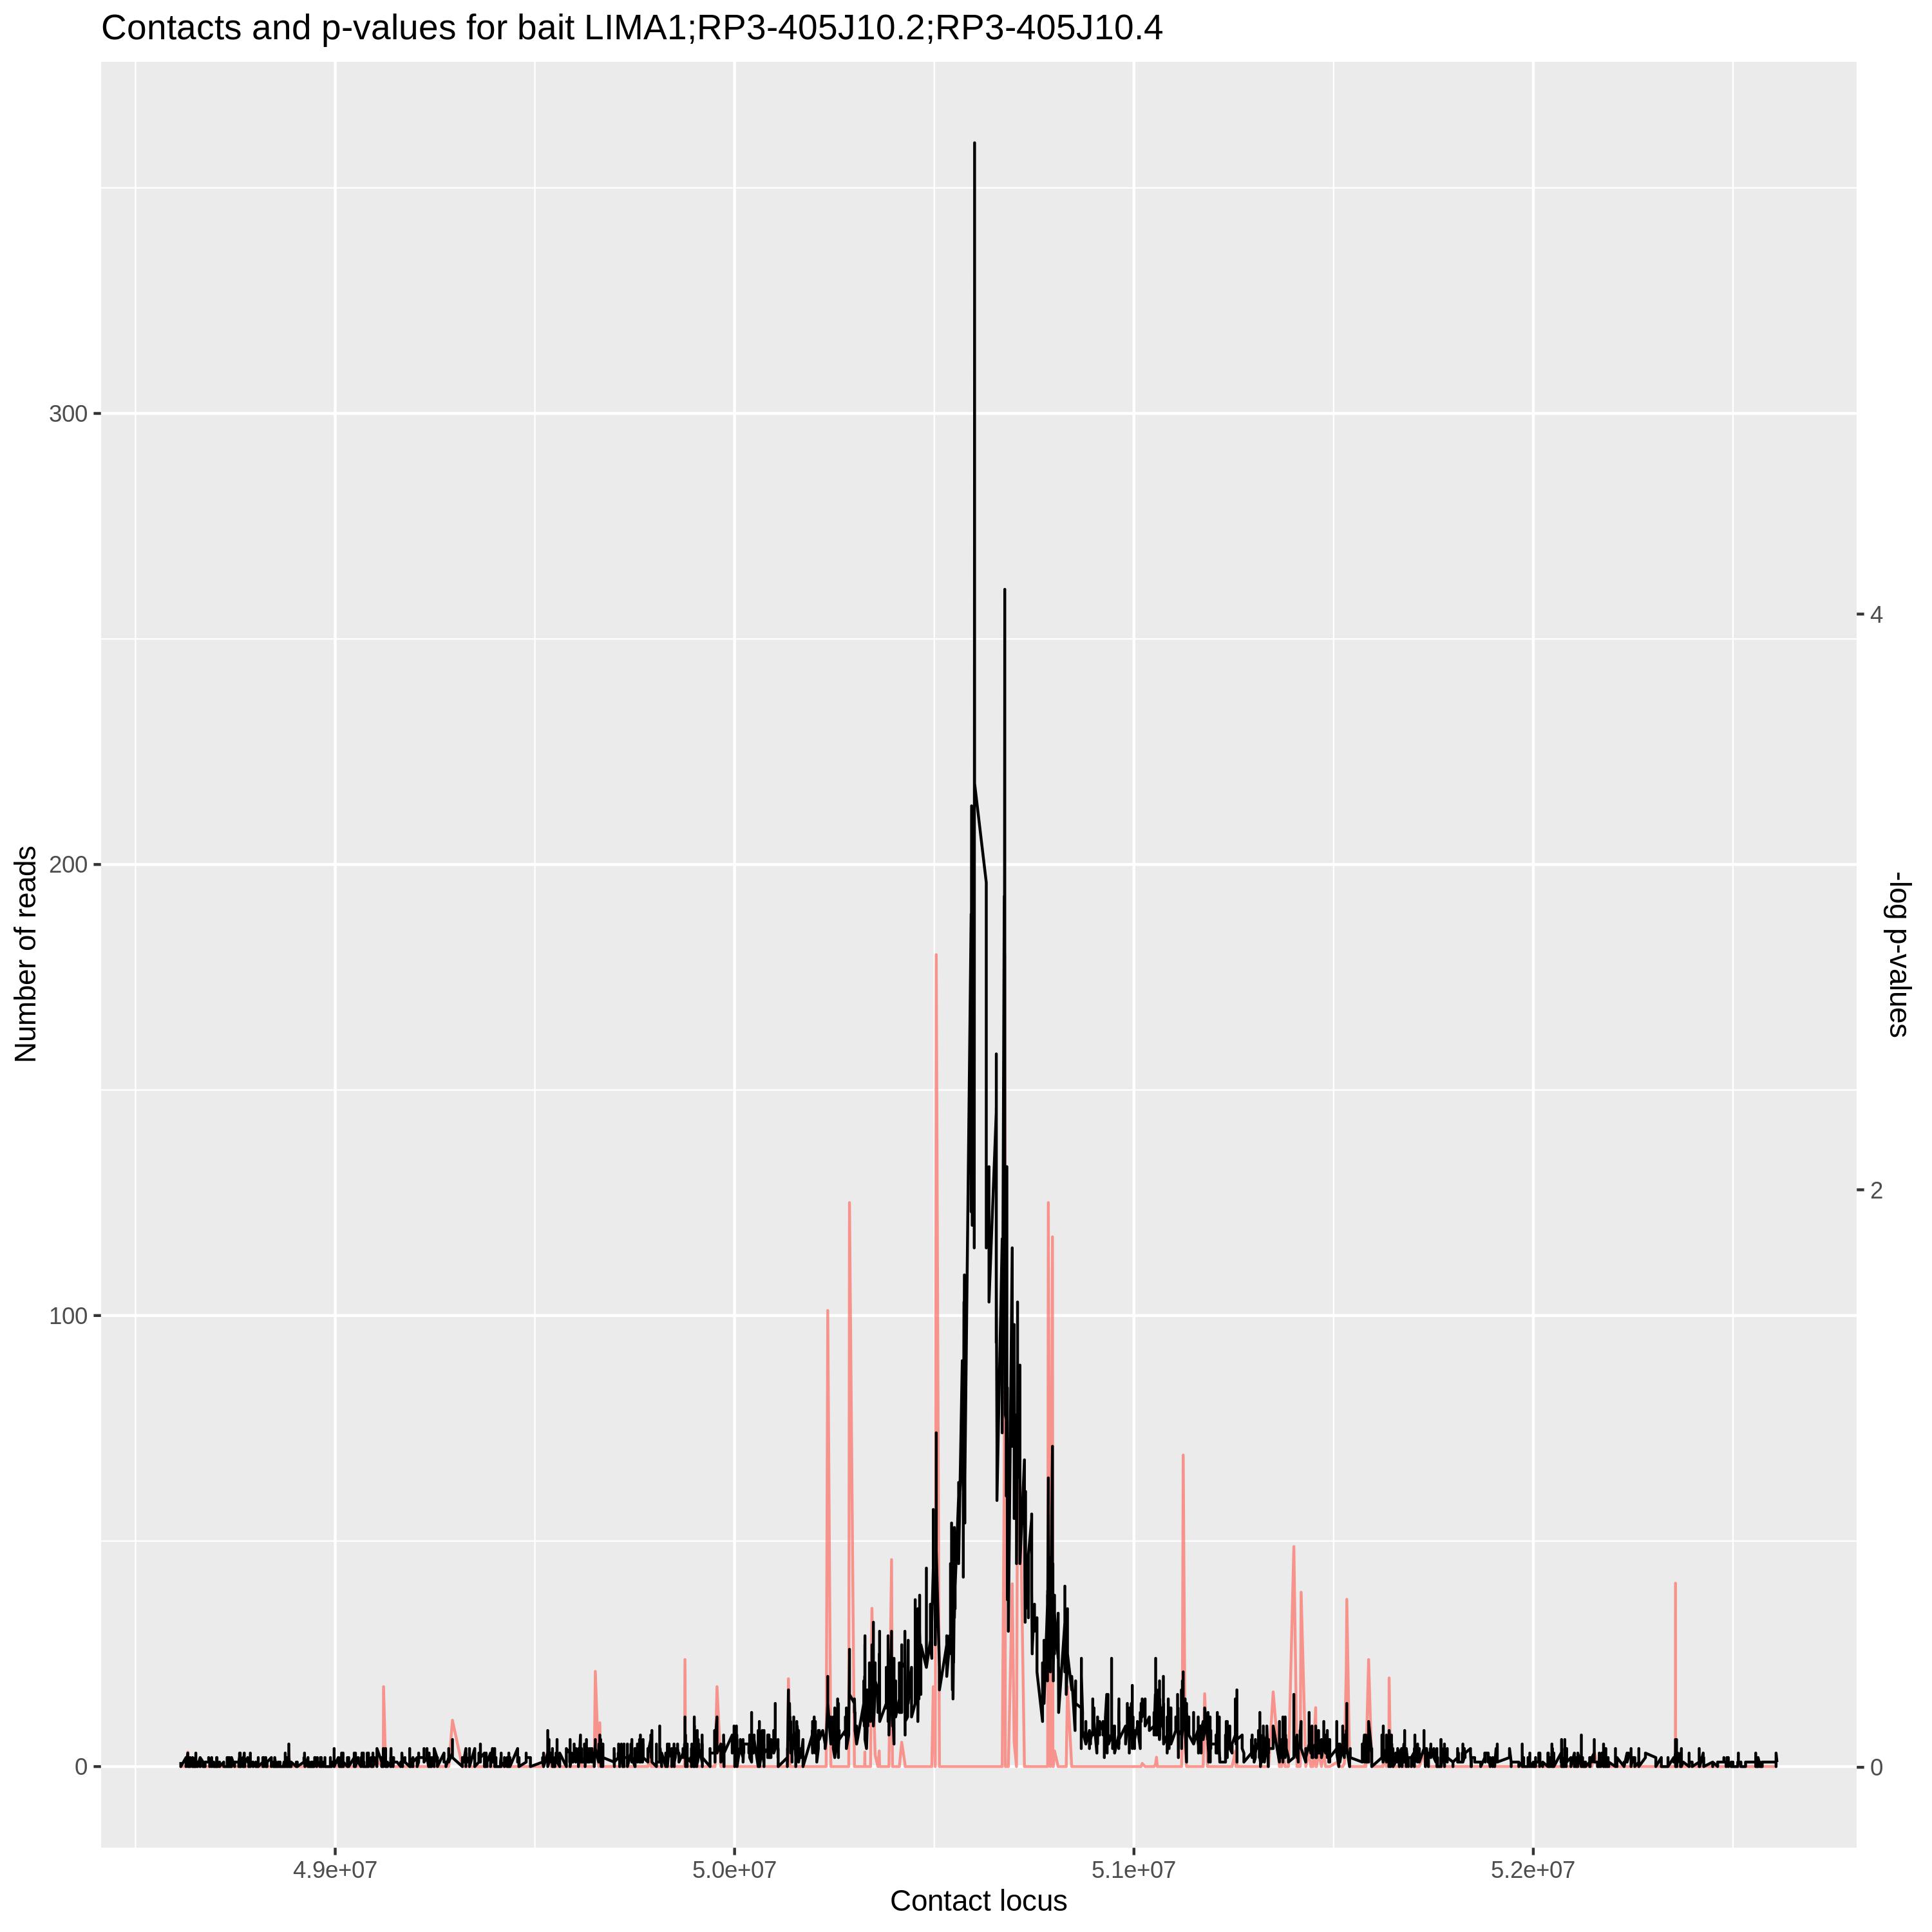 Contacts and p-values for bait LIMA1;RP3-405J10.2;RP3-405J10.4
300
200
100
0
Number of reads
4
2
0
-log p-values
4.9e+07 5.0e+07 5.1e+07 5.2e+07
Contact locus